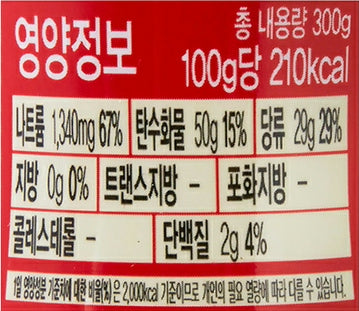 영양정보 총 내용량 300g
100g당 210kcal
나트륨 1,340mg 67% 탄수화물 50g 15% 당류 29g 29%
지방 0g 0% 트랜스지방 - 포화지방 -
콜레스테롤 - 단백질 2g 4%
1일 영양성분 기준치에 대한 비율(%)은 2,000kcal 기준이므로 개인의 필요 열량에 따라 다를 수 있습니다.